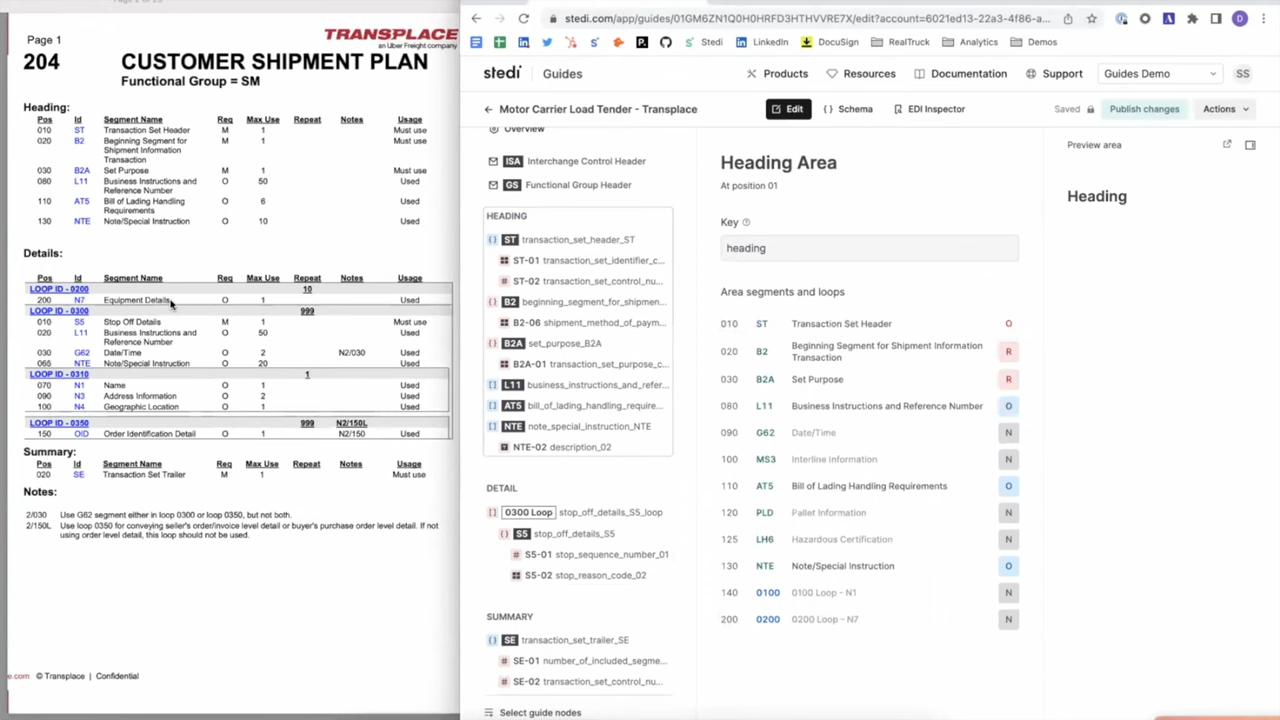 Page 1
TRANSPLACE
an Uber Freight company
204 CUSTOMER SHIPMENT PLAN
Functional Group = SM
Heading:
Pos Id Segment Name Req Max Use Repeat Notes Usage
010 ST Transaction Set Header M 1 Must use
020 B2 Beginning Segment for M 1 Must use
Shipment Information
Transaction
030 B2A Set Purpose M 1 Must use
080 L11 Business Instructions and O 50 Used
Reference Number
110 AT5 Bill of Lading Handling O 6 Used
Requirements
130 NTE Note/Special Instruction O 10 Used
Details:
Pos Id Segment Name Req Max Use Repeat Notes Usage
LOOP ID - 0200 10
200 N7 Equipment Details O 1 Used
LOOP ID - 0300 999
010 S5 Stop Off Details M 1 Must use
020 L11 Business Instructions and O 50 Used
Reference Number
030 G62 Date/Time O 2 N2/030 Used
065 NTE Note/Special Instruction O 20 Used
LOOP ID - 0310 1
070 N1 Name O 1 Used
090 N3 Address Information O 2 Used
100 N4 Geographic Location O 1 Used
LOOP ID - 0350 999 N2/150L
150 OID Order Identification Detail O 1 N2/150 Used
Summary:
Pos Id Segment Name Req Max Use Repeat Notes Usage
020 SE Transaction Set Trailer M 1 Must use
Notes:
2/030 Use G62 segment either in loop 0300 or loop 0350, but not both.
2/150L Use loop 0350 for conveying seller's order/invoice level detail or buyer's purchase order level detail. If not
using order level detail, this loop should not be used.
e.com © Transplace | Confidential
stedi.com/app/guides/01GM6ZN1Q0H0HRFD3HTHVVRE7X/edit?account=6021ed13-22a3-4f86-a...
Stedi LinkedIn DocuSign RealTruck Analytics Demos
stedi Guides Products Resources Documentation Support Guides Demo SS
Motor Carrier Load Tender - Transplace Edit Schema EDI Inspector Saved Publish changes Actions
Overview
ISA Interchange Control Header
GS Functional Group Header
HEADING
ST transaction_set_header_ST
ST-01 transaction_set_identifier_c...
ST-02 transaction_set_control_nu...
B2 beginning_segment_for_shipmen...
B2-06 shipment_method_of_paym...
B2A set_purpose_B2A
B2A-01 transaction_set_purpose_c...
L11 business_instructions_and_refer...
AT5 bill_of_lading_handling_require...
NTE note_special_instruction_NTE
NTE-02 description_02
DETAIL
0300 Loop stop_off_details_S5_loop
S5 stop_off_details_S5
S5-01 stop_sequence_number_01
S5-02 stop_reason_code_02
SUMMARY
SE transaction_set_trailer_SE
SE-01 number_of_included_segme...
SE-02 transaction_set_control_nu...
Select guide nodes
Heading Area
At position 01
Key
heading
Area segments and loops
010 ST Transaction Set Header O
020 B2 Beginning Segment for Shipment Information R
Transaction
030 B2A Set Purpose R
080 L11 Business Instructions and Reference Number O
090 G62 Date/Time N
100 MS3 Interline Information N
110 AT5 Bill of Lading Handling Requirements O
120 PLD Pallet Information N
125 LH6 Hazardous Certification N
130 NTE Note/Special Instruction O
140 0100 0100 Loop - N1 N
200 0200 0200 Loop - N7 N
Preview area
Heading